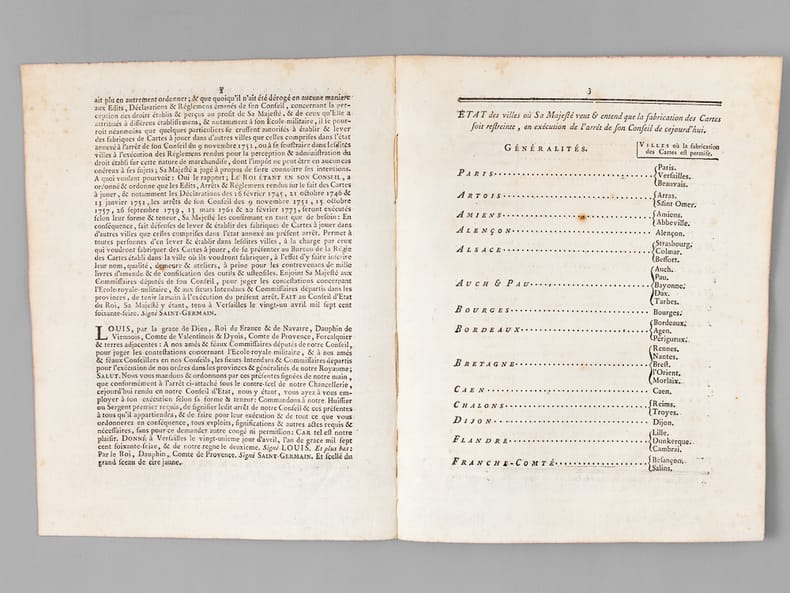 2
ait plu en autrement ordonner; & que quoiqu'il n'ait été dérogé en aucune maniere
aux Edits, Déclarations & Réglemens émanés de son Conseil, concernant la per-
ception des droits établis & perçus au profit de Sa Majesté, & de ceux qu'Elle a
attribués à différens établissemens, & notamment à son Ecole-militaire, il se pour-
roit néanmoins que quelques particuliers se crussent autorisés à établir & lever
des fabriques de Cartes à jouer dans d'autres villes que celles comprises dans l'état
annexé à l'arrêt de son Conseil du 9 novembre 1751, ou à se soustraire dans lesdites
villes à l'exécution des Réglemens rendus pour la perception & administration du
droit établi sur cette nature de marchandise, dont l'impôt ne peut être en aucun cas
onéreux à ses sujets; Sa Majesté a jugé à propos de faire connoître ses intentions.
A quoi voulant pourvoir: Oui le rapport; LE ROI ÉTANT EN SON CONSEIL, a
ordonné & ordonne que les Edits, Arrêts & Réglemens rendus sur le fait des Cartes
à jouer, & notamment les Déclarations des 16 février 1745, 21 octobre 1746 &
13 janvier 1751, les arrêts de son Conseil des 9 novembre 1751, 15 octobre
1757, 26 septembre 1759, 13 mars 1761 & 20 février 1773, seront exécutés
selon leur forme & teneur, Sa Majesté les confirmant en tant que de besoin: En
conséquence, fait défenses de lever & établir des fabriques de Cartes à jouer dans
d'autres villes que celles comprises dans l'état annexé au présent arrêt. Permet à
toutes personnes d'en lever & établir dans lesdites villes, à la charge par ceux
qui voudront fabriquer des Cartes à jouer, de se présenter au Bureau de la Régie
des Cartes établi dans la ville où ils voudront fabriquer, à l'effet d'y faire inscrire
leur nom, qualité, demeure & ateliers, à peine pour les contrevenans de mille
livres d'amende & de confiscation des outils & ustensiles. Enjoint Sa Majesté aux
Commissaires députés de son Conseil, pour juger les contestations concernant
l'Ecole-royale-militaire, & aux sieurs Intendans & Commissaires départis dans les
provinces, de tenir la main à l'exécution du présent arrêt. FAIT au Conseil d'Etat
du Roi, Sa Majesté y étant, tenu à Versailles le vingt-un avril mil sept cent
soixante-seize. Signé SAINT-GERMAIN.
LOUIS, par la grace de Dieu, Roi de France & de Navarre, Dauphin de
Viennois, Comte de Valentinois & Dyois, Comte de Provence, Forcalquier
& terres adjacentes: A nos amés & féaux Commissaires députés de notre Conseil,
pour juger les contestations concernant l'Ecole-royale militaire, & à nos amés
& féaux Conseillers en nos Conseils, les sieurs Intendans & Commissaires départis
pour l'exécution de nos ordres dans les provinces & généralités de notre Royaume;
SALUT. Nous vous mandons & ordonnons par ces présentes signées de notre main,
que conformément à l'arrêt ci-attaché sous le contre-scel de notre Chancellerie,
cejourd'hui rendu en notre Conseil d'Etat, nous y étant, vous ayez à vous em-
ployer à son exécution selon sa forme & teneur: Commandons à notre Huissier
ou Sergent premier requis, de signifier ledit arrêt de notre Conseil & ces présentes
à tous qu'il appartiendra, & de faire pour leur exécution & de tout ce que vous
ordonnerez en conséquence, tous exploits, significations & autres actes requis &
nécessaires, sans pour ce demander autre congé ni permission: CAR tel est notre
plaisir. DONNÉ à Versailles le vingt-unieme jour d'avril, l'an de grace mil sept
cent soixante-seize, & de notre regne le deuxieme. Signé LOUIS. Et plus bas:
Par le Roi, Dauphin, Comte de Provence. Signé SAINT-GERMAIN. Et scellé du
grand sceau de cire jaune.
3
ÉTAT des villes où Sa Majesté veut & entend que la fabrication des Cartes
soit restreinte, en exécution de l'arrêt de son Conseil de cejourd'hui.
GÉNÉRALITÉS. VILLES où la fabrication
des Cartes est permise.
PARIS Paris.
Versailles.
Beauvais.
ARTOIS Arras.
Saint Omer.
AMIENS Amiens.
Abbeville.
ALENÇON Alençon.
ALSACE Strasbourg.
Colmar.
Beffort.
AUCH & PAU Auch.
Pau.
Bayonne.
Dax.
Tarbes.
BOURGES Bourges.
BORDEAUX Bordeaux.
Agen.
Périgueux.
BRETAGNE Rennes.
Nantes.
Brest.
l'Orient.
Morlaix.
CAEN Caen.
CHALONS Reims.
Troyes.
DIJON Dijon.
FLANDRE Lille.
Dunkerque.
Cambrai.
FRANCHE-COMTÉ Besançon.
Salins.